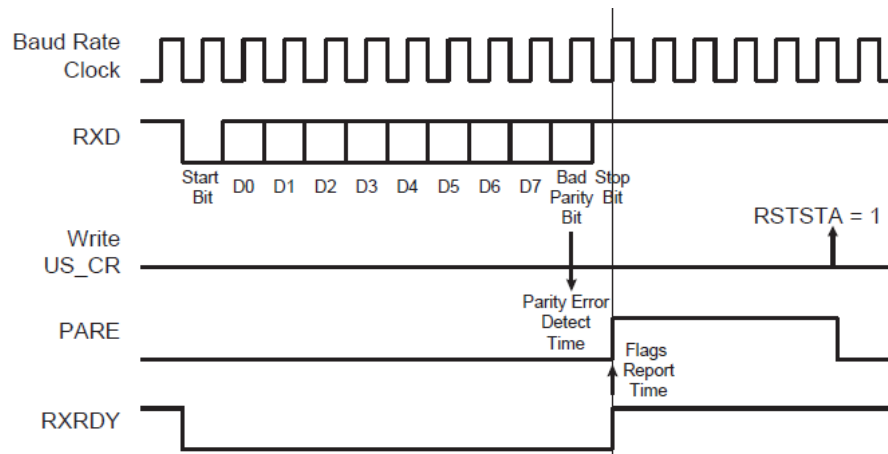 Baud Rate
Clock
RXD
Start
Bit
D0 D1 D2 D3 D4 D5 D6 D7
Bad
Parity
Bit
Stop
Bit
RSTSTA = 1
Write
US_CR
Parity Error
Detect
Time
PARE
Flags
Report
Time
RXRDY